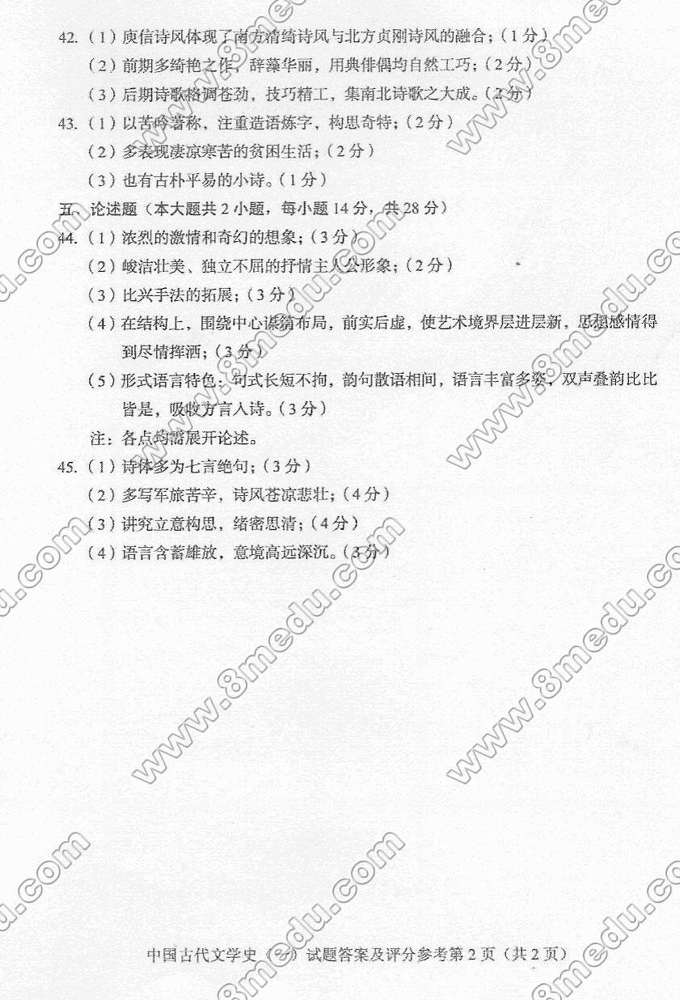 42.（1）庾信诗风体现了南方清绮诗风与北方贞刚诗风的融合；（1分）
（2）前期多绮艳之作，辞藻华丽，用典俳偶均自然工巧；（2分）
（3）后期诗歌格调苍劲，技巧精工，集南北诗歌之大成。（2分）
43.（1）以苦吟著称，注重造语炼字，构思奇特；（2分）
（2）多表现凄凉寒苦的贫困生活；（2分）
（3）也有古朴平易的小诗。（1分）
五、论述题（本大题共2小题，每小题14分，共28分）
44.（1）浓烈的激情和奇幻的想象；（3分）
（2）峻洁壮美、独立不屈的抒情主人公形象；（2分）
（3）比兴手法的拓展；（3分）
（4）在结构上，围绕中心谋篇布局，前实后虚，使艺术境界层进层新，思想感情得
到尽情挥洒；（3分）
（5）形式语言特色：句式长短不拘，韵句散语相间，语言丰富多姿，双声叠韵比比
皆是，吸收方言入诗。（3分）
注：各点均需展开论述。
45.（1）诗体多为七言绝句；（3分）
（2）多写军旅苦辛，诗风苍凉悲壮；（4分）
（3）讲究立意构思，绪密思清；（4分）
（4）语言含蓄雄放，意境高远深沉。（3分）
www.8medu.com
中国古代文学史（一）试题答案及评分参考第2页（共2页）